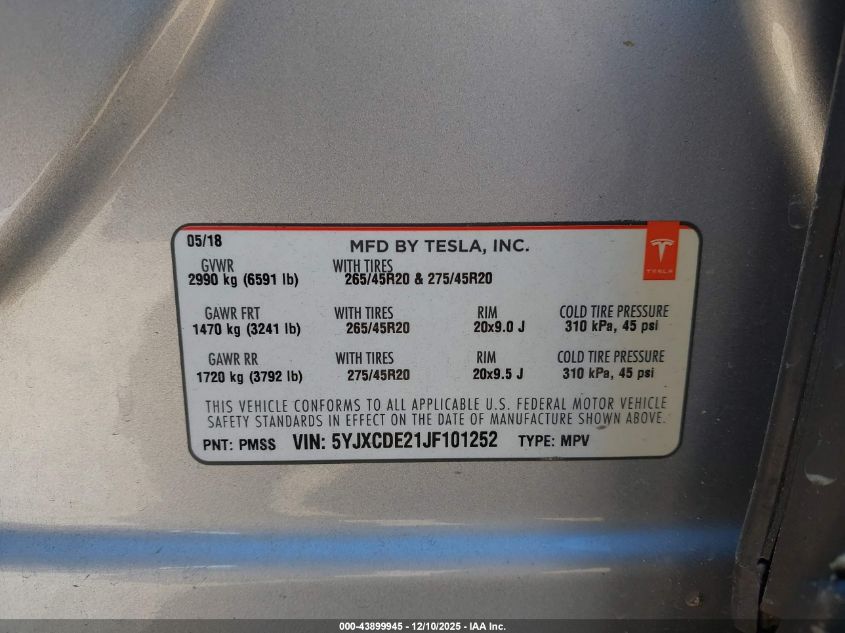 05/18
MFD BY TESLA, INC.
TESLA
GVWR WITH TIRES
2990 kg (6591 lb) 265/45R20 & 275/45R20
GAWR FRT WITH TIRES RIM COLD TIRE PRESSURE
1470 kg (3241 lb) 265/45R20 20x9.0 J 310 kPa, 45 psi
GAWR RR WITH TIRES RIM COLD TIRE PRESSURE
1720 kg (3792 lb) 275/45R20 20x9.5 J 310 kPa, 45 psi
THIS VEHICLE CONFORMS TO ALL APPLICABLE U.S. FEDERAL MOTOR VEHICLE
SAFETY STANDARDS IN EFFECT ON THE DATE OF MANUFACTURE SHOWN ABOVE.
PNT: PMSS VIN: 5YJXCDE21JF101252 TYPE: MPV
000-43899945 - 12/10/2025 - IAA Inc.